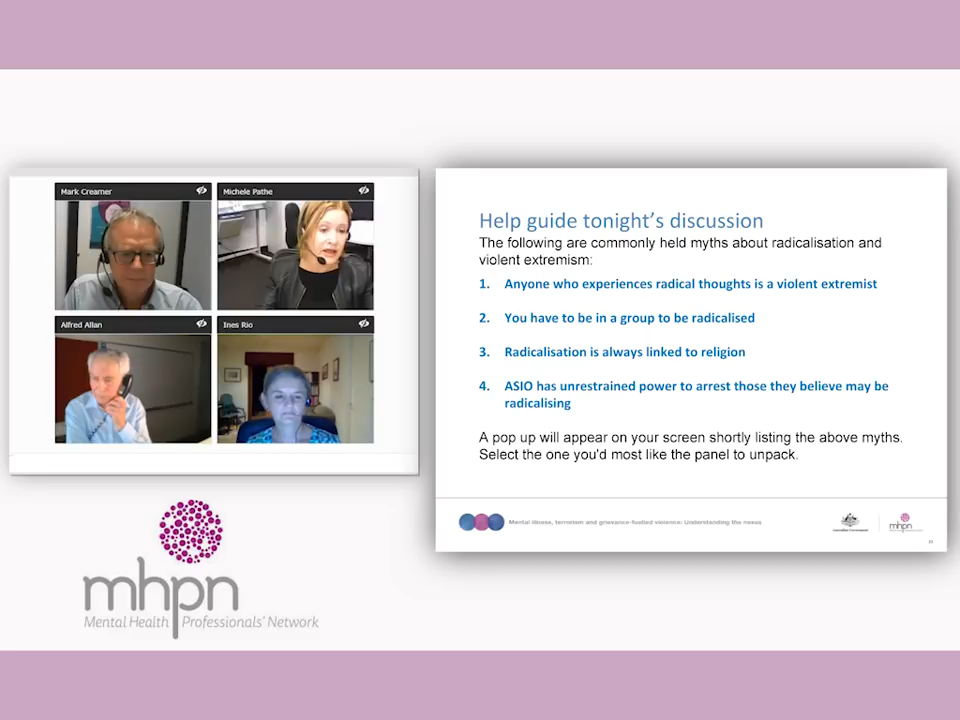 Mark Creamer
Michele Pathe
Alfred Allan
Ines Rio
mhpn
Mental Health Professionals' Network
Help guide tonight's discussion
The following are commonly held myths about radicalisation and
violent extremism:
1. Anyone who experiences radical thoughts is a violent extremist
2. You have to be in a group to be radicalised
3. Radicalisation is always linked to religion
4. ASIO has unrestrained power to arrest those they believe may be
radicalising
A pop up will appear on your screen shortly listing the above myths.
Select the one you'd most like the panel to unpack.
Mental illness, terrorism and grievance-fuelled violence: Understanding the nexus
Australian Government
mhpn